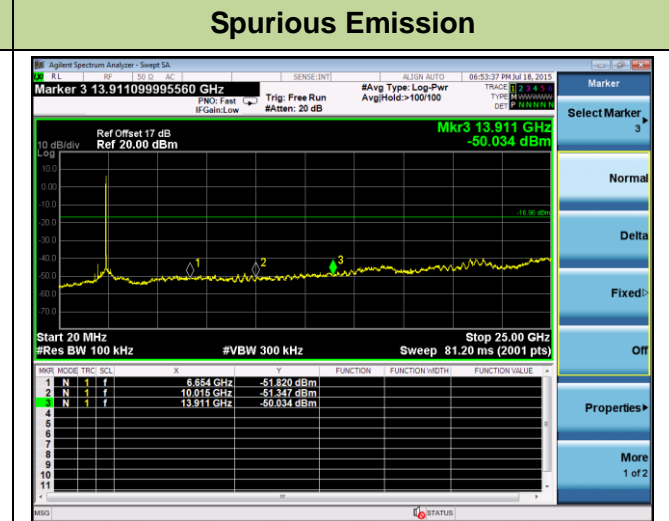 Spurious Emission
Agilent Spectrum Analyzer - Swept SA
RL RF 50 Ω AC SENSE:INT ALIGN AUTO 06:53:37 PM Jul 18, 2015
Marker 3 13.911099995560 GHz
PNO: Fast
IFGain:Low
Trig: Free Run
#Atten: 20 dB
#Avg Type: Log-Pwr
Avg|Hold:>100/100
TRACE 1 2 3 4 5 6
TYPE M W W W W W
DET P N N N N N
Ref Offset 17 dB
10 dB/div Ref 20.00 dBm
Log
Mkr3 13.911 GHz
-50.034 dBm
10.0
0.00
-10.0
-20.0
-30.0
-40.0
-50.0
-60.0
-70.0
-16.96 dBm
1
2
3
Start 20 MHz Stop 25.00 GHz
#Res BW 100 kHz #VBW 300 kHz Sweep 81.20 ms (2001 pts)
MKR MODE TRC SCL X Y FUNCTION FUNCTION WIDTH FUNCTION VALUE
1 N 1 f 6.654 GHz -51.820 dBm
2 N 1 f 10.015 GHz -51.347 dBm
3 N 1 f 13.911 GHz -50.034 dBm
4
5
6
7
8
9
10
11
MSG STATUS
Marker
Select Marker
3
Normal
Delta
Fixed
Off
Properties
More
1 of 2